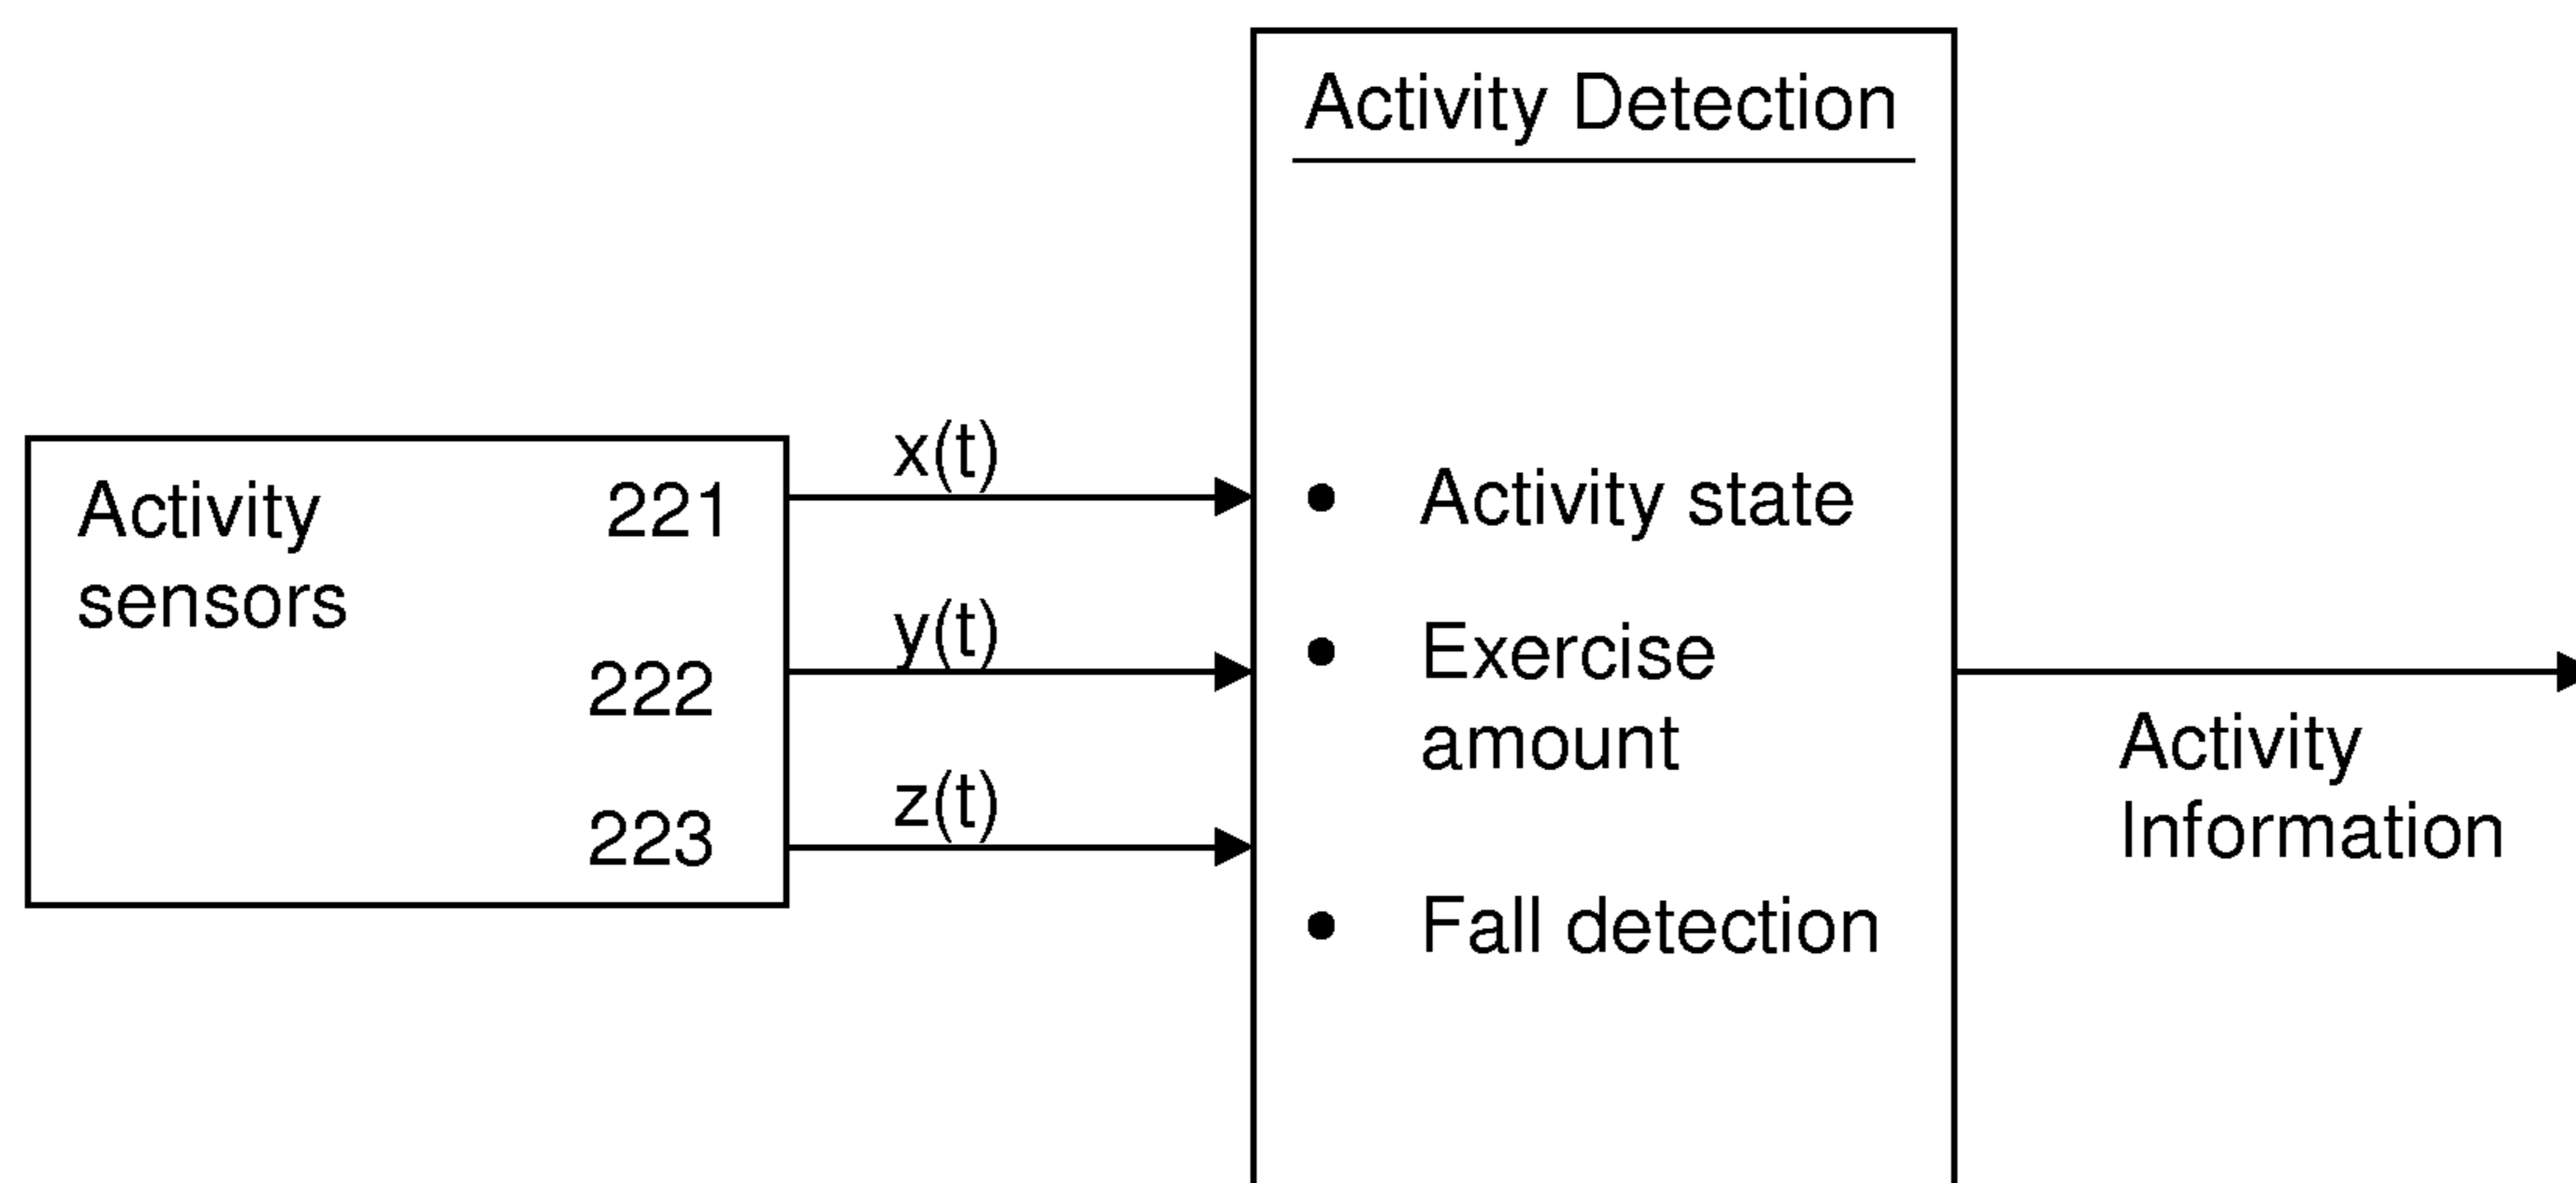 Activity Detection
Activity
sensors
221
222
223
x(t)
y(t)
z(t)
• Activity state
• Exercise
amount
• Fall detection
Activity
Information